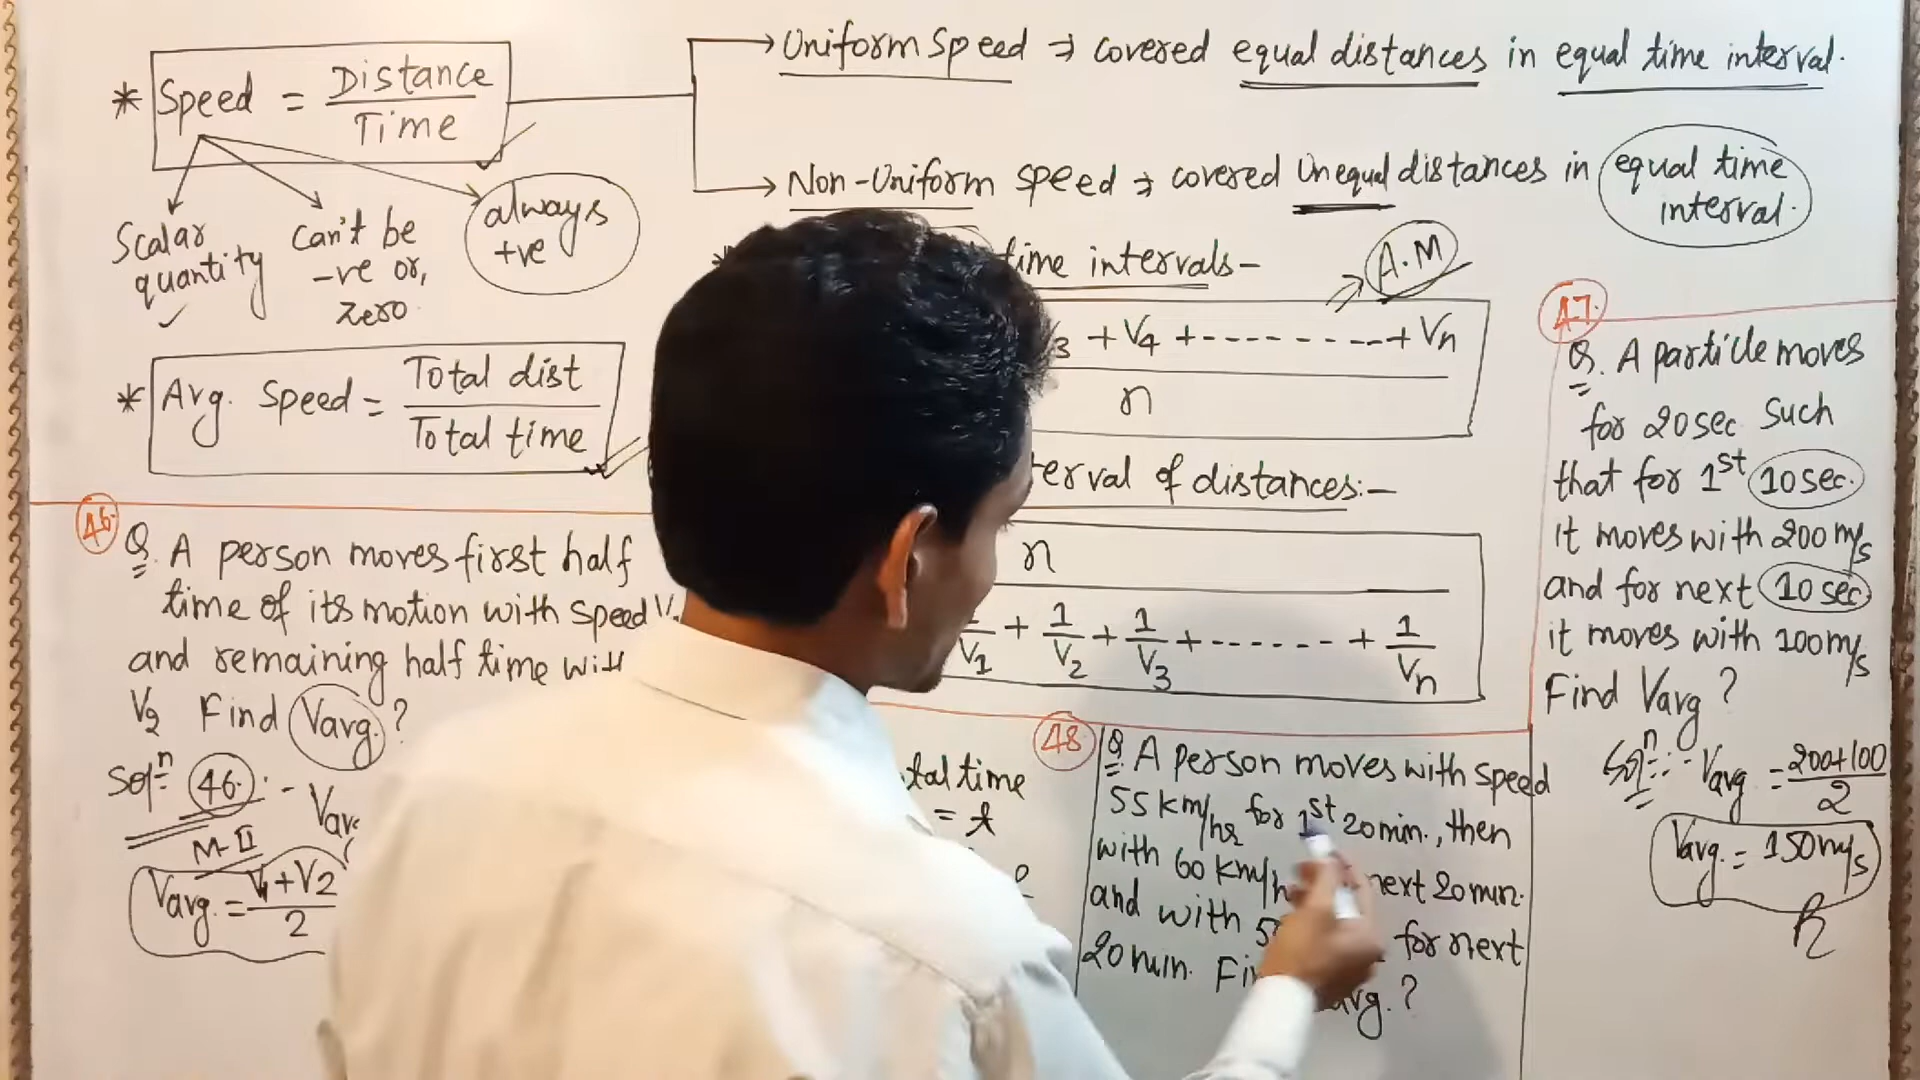 * Speed = Distance / Time
Scalar quantity ✓
Can't be -ve or, zero
always +ve
→ Uniform Speed ⇒ covered equal distances in equal time interval.
→ Non-Uniform speed ⇒ covered Unequal distances in equal time interval.
time intervals-
⇒ A.M
3 + V4 + --------- + Vn
n
* Avg. Speed = Total dist / Total time
erval of distances:-
n
V1 + 1/V2 + 1/V3 + ------ + 1/Vn
46.
Q. A person moves first half
time of its motion with speed
and remaining half time
V2 Find Vavg.?
Soln 46. :-
M-II
Vavg. = V1+V2 / 2
tal time
= t
47.
Q. A particle moves
for 20sec such
that for 1st 10sec.
it moves with 200 m/s
and for next 10 sec
it moves with 100m/s
Find Vavg?
Soln:- Vavg = 200+100 / 2
Vavg. = 150m/s
48
Q. A person moves with speed
55 km/hr for 1st 20min., then
with 60 km/h next 20min.
and with for next
20min.